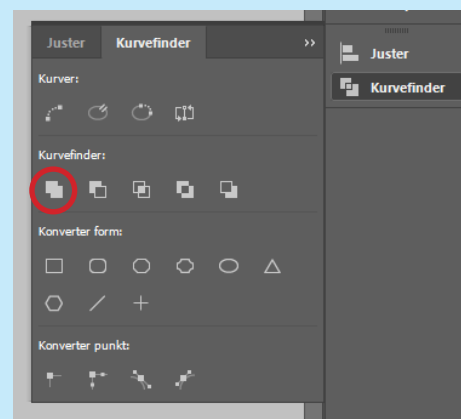 Juster
Kurvefinder
Kurver:
Kurvefinder:
Konverter form:
Konverter punkt:
Juster
Kurvefinder